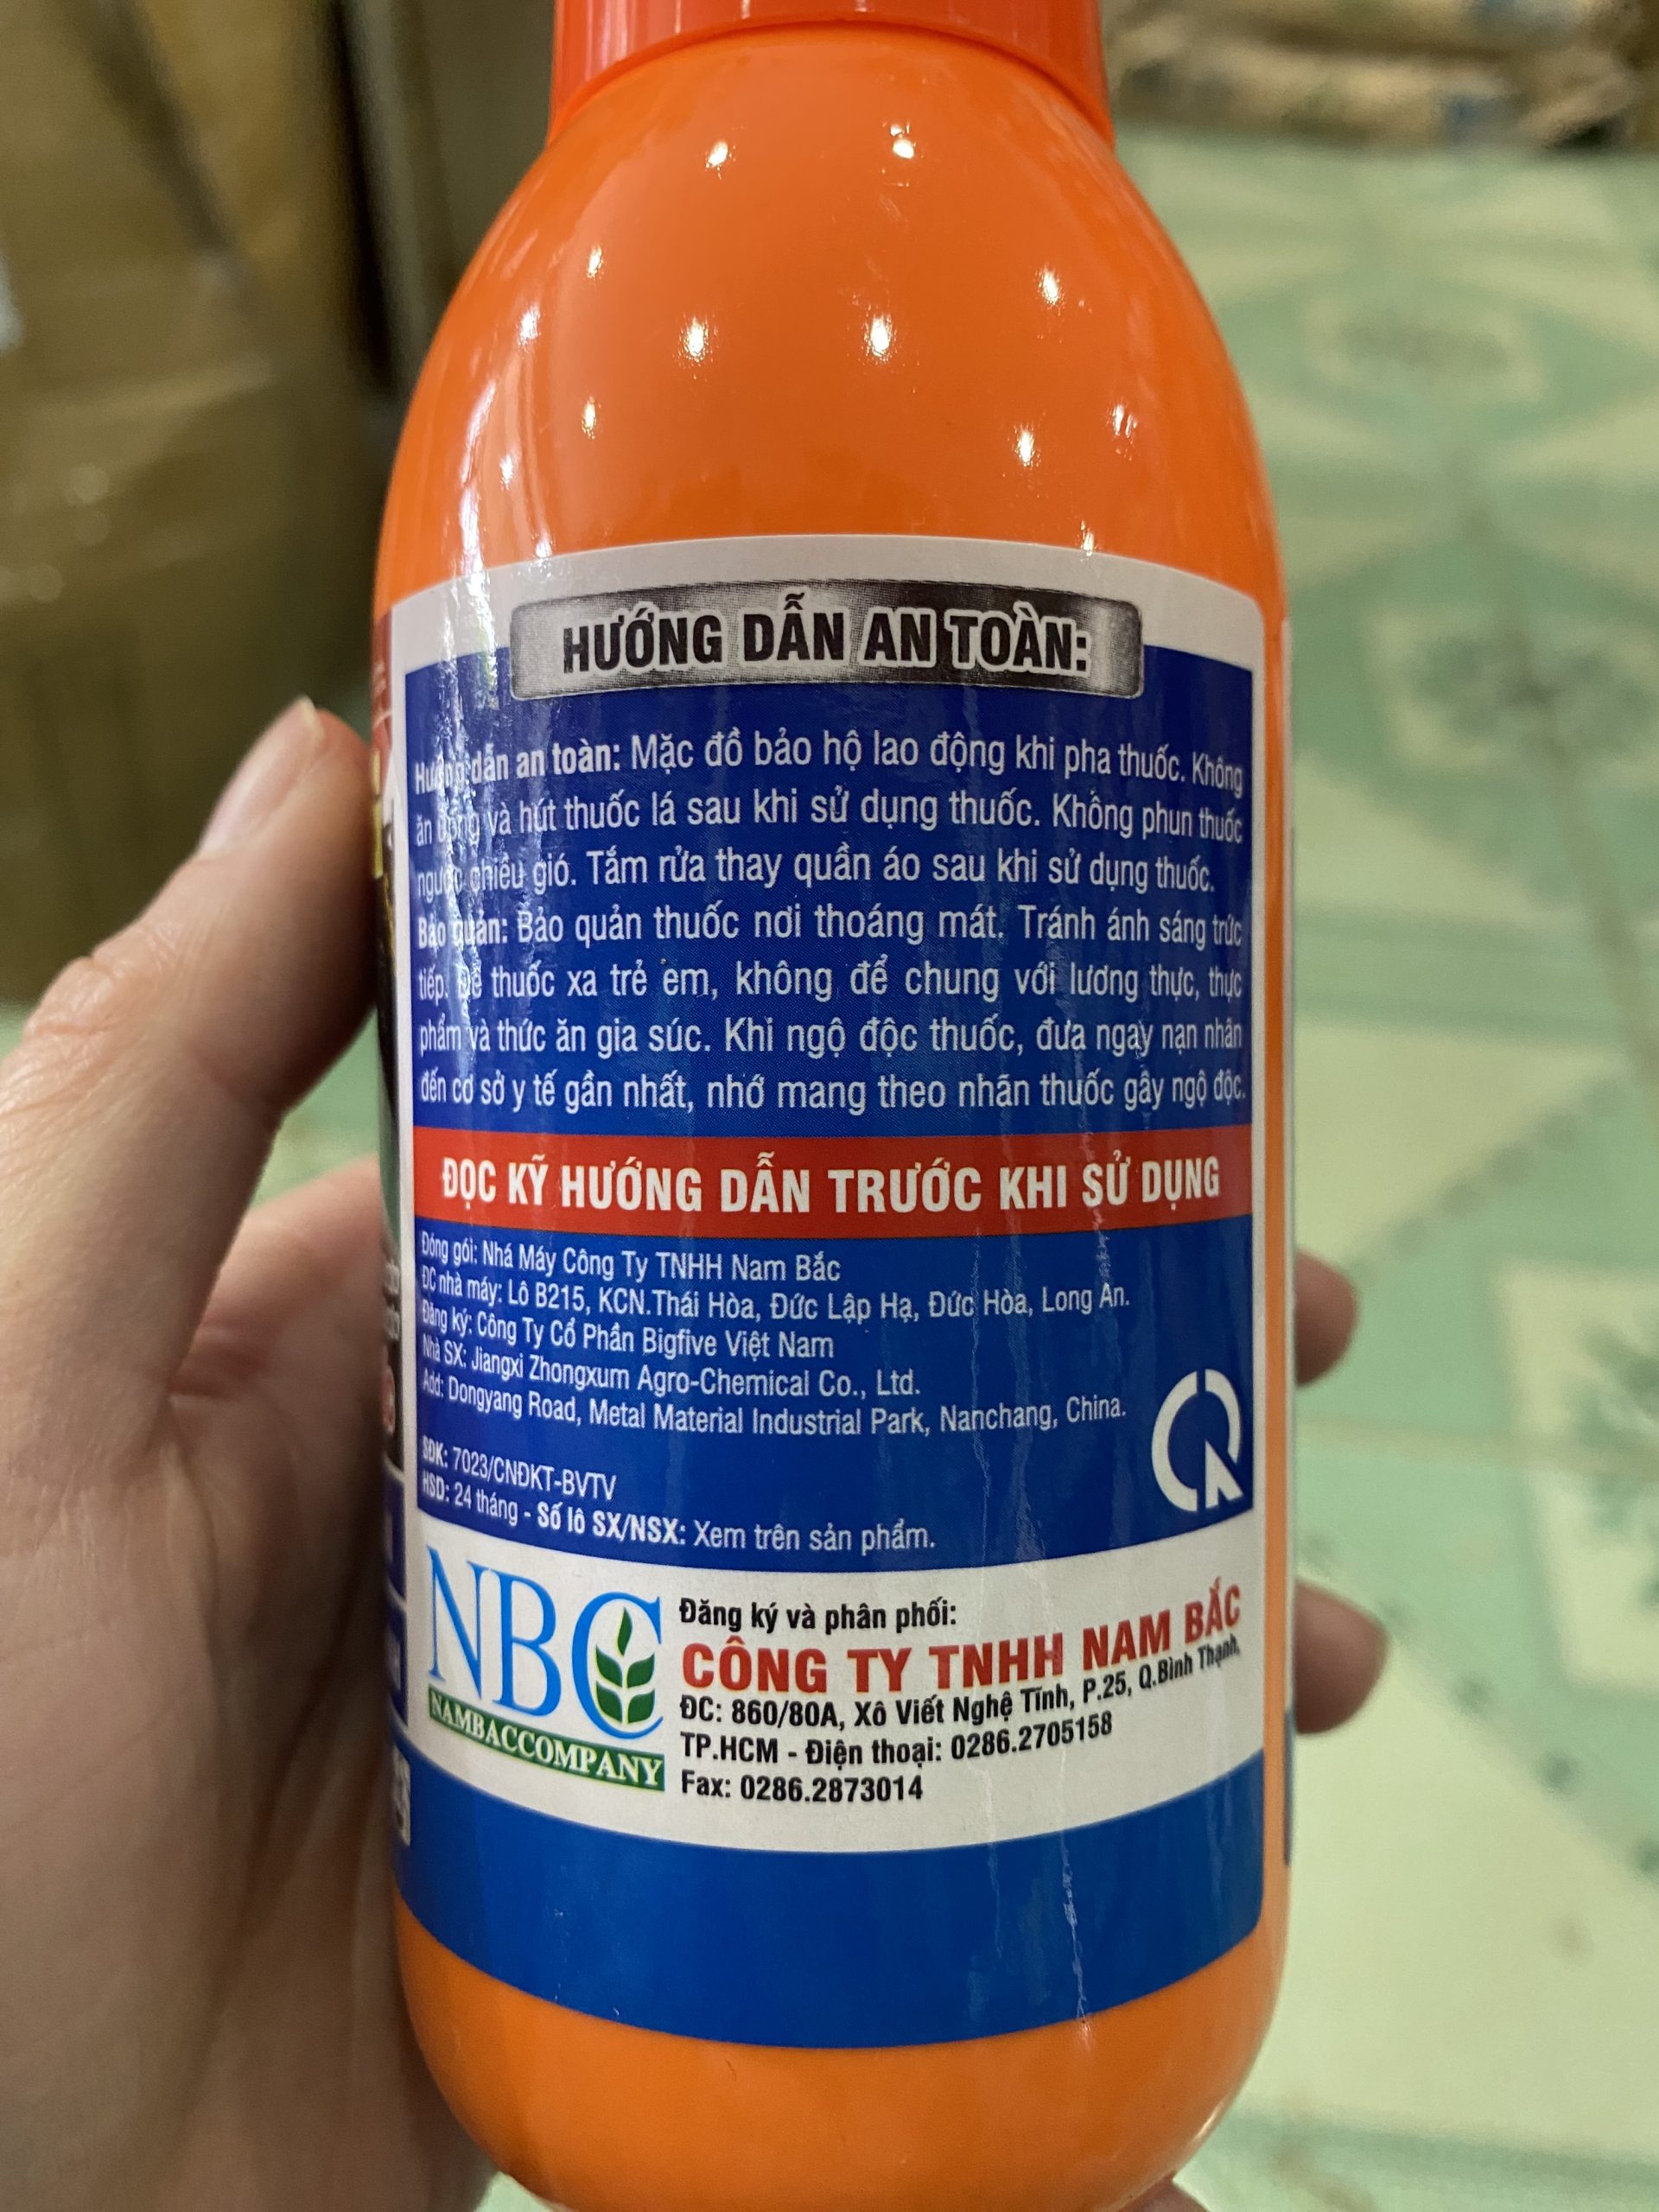 HƯỚNG DẪN AN TOÀN:
Hướng dẫn an toàn: Mặc đồ bảo hộ lao động khi pha thuốc. Không
ăn uống và hút thuốc lá sau khi sử dụng thuốc. Không phun thuốc
ngược chiều gió. Tắm rửa thay quần áo sau khi sử dụng thuốc.
Bảo quản: Bảo quản thuốc nơi thoáng mát. Tránh ánh sáng trức
tiếp. Để thuốc xa trẻ em, không để chung với lương thực, thực
phẩm và thức ăn gia súc. Khi ngộ độc thuốc, đưa ngay nạn nhân
đến cơ sở y tế gần nhất, nhớ mang theo nhãn thuốc gây ngộ độc.
ĐỌC KỸ HƯỚNG DẪN TRƯỚC KHI SỬ DỤNG
Đóng gói: Nhá Máy Công Ty TNHH Nam Bắc
ĐC nhà máy: Lô B215, KCN.Thái Hòa, Đức Lập Hạ, Đức Hòa, Long An.
Đăng ký: Công Ty Cổ Phần Bigfive Việt Nam
Nhà SX: Jiangxi Zhongxum Agro-Chemical Co., Ltd.
Add: Dongyang Road, Metal Material Industrial Park, Nanchang, China.
SĐK: 7023/CNĐKT-BVTV
HSD: 24 tháng - Số lô SX/NSX: Xem trên sản phẩm.
NBC
NAMBACCOMPANY
Đăng ký và phân phối:
CÔNG TY TNHH NAM BẮC
ĐC: 860/80A, Xô Viết Nghệ Tĩnh, P.25, Q.Bình Thạnh,
TP.HCM - Điện thoại: 0286.2705158
Fax: 0286.2873014